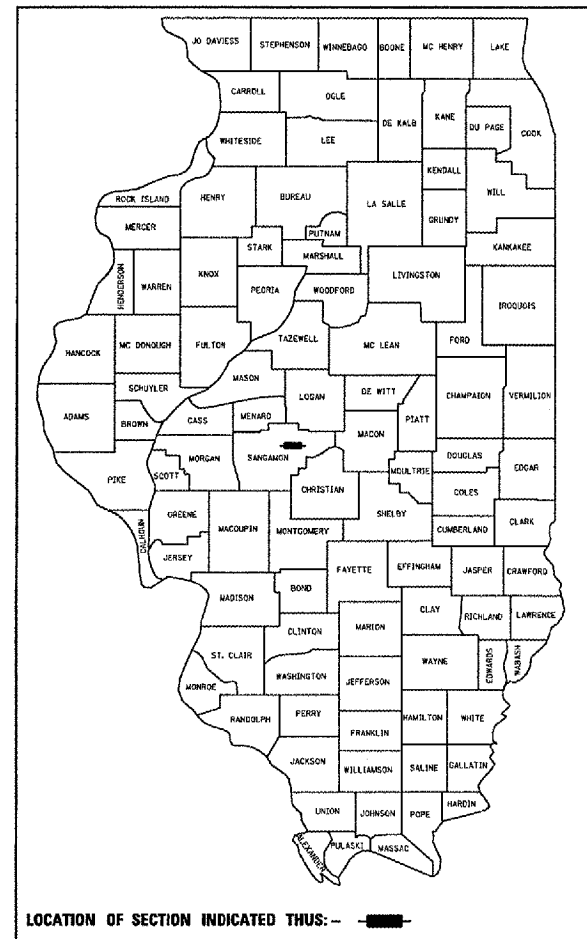 JO DAVIESS STEPHENSON WINNEBAGO BOONE MC HENRY LAKE
CARROLL OGLE DE KALB KANE DU PAGE COOK
WHITESIDE LEE
KENDALL WILL
ROCK ISLAND HENRY BUREAU LA SALLE GRUNDY
MERCER PUTNAM
STARK MARSHALL KANKAKEE
HENDERSON WARREN KNOX PEORIA WOODFORD LIVINGSTON IROQUOIS
HANCOCK MC DONOUGH FULTON TAZEWELL MC LEAN FORD
SCHUYLER MASON
ADAMS BROWN CASS MENARD LOGAN DE WITT PIATT CHAMPAION VERMILION
PIKE SCOTT MORGAN SANGAMON MACON DOUGLAS EDGAR
CHRISTIAN MOULTRIE COLES
CALHOUN GREENE MACOUPIN MONTGOMERY SHELBY CUMBERLAND CLARK
JERSEY
MADISON BOND FAYETTE EFFINGHAM JASPER CRAWFORD
CLINTON MARION CLAY RICHLAND LAWRENCE
ST. CLAIR WAYNE EDWARDS WABASH
MONROE WASHINGTON JEFFERSON
RANDOLPH PERRY HAMILTON WHITE
FRANKLIN
JACKSON WILLIAMSON SALINE GALLATIN
UNION JOHNSON POPE HARDIN
ALEXANDER PULASKI MASSAC
LOCATION OF SECTION INDICATED THUS:-